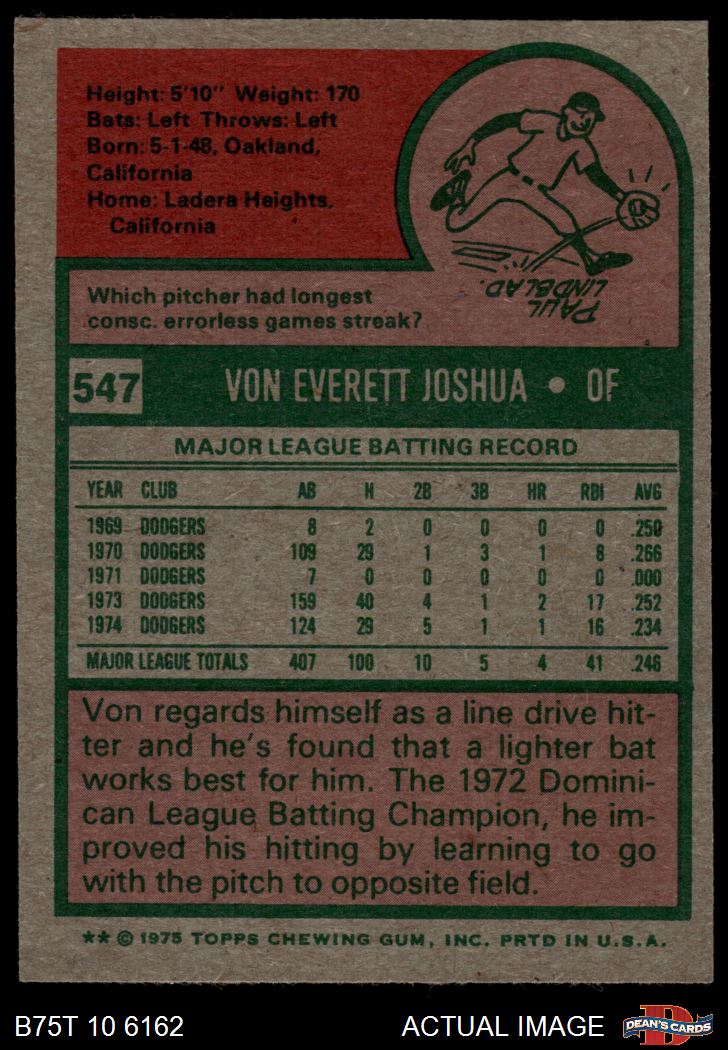 Height: 5'10" Weight: 170
Bats: Left Throws: Left
Born: 5-1-48, Oakland,
California
Home: Ladera Heights,
California
PAUL
LINDBLAD.
Which pitcher had longest
consc. errorless games streak?
547 VON EVERETT JOSHUA • OF
MAJOR LEAGUE BATTING RECORD
YEAR CLUB AB H 2B 3B HR RBI AVG
1969 DODGERS 8 2 0 0 0 0 .250
1970 DODGERS 109 29 1 3 1 8 .266
1971 DODGERS 7 0 0 0 0 0 .000
1973 DODGERS 159 40 4 1 2 17 .252
1974 DODGERS 124 29 5 1 1 16 .234
MAJOR LEAGUE TOTALS 407 100 10 5 4 41 .246
Von regards himself as a line drive hit-
ter and he's found that a lighter bat
works best for him. The 1972 Domini-
can League Batting Champion, he im-
proved his hitting by learning to go
with the pitch to opposite field.
** © 1975 TOPPS CHEWING GUM, INC. PRTD IN U.S.A.
B75T 10 6162 ACTUAL IMAGE D DEAN'S CARDS